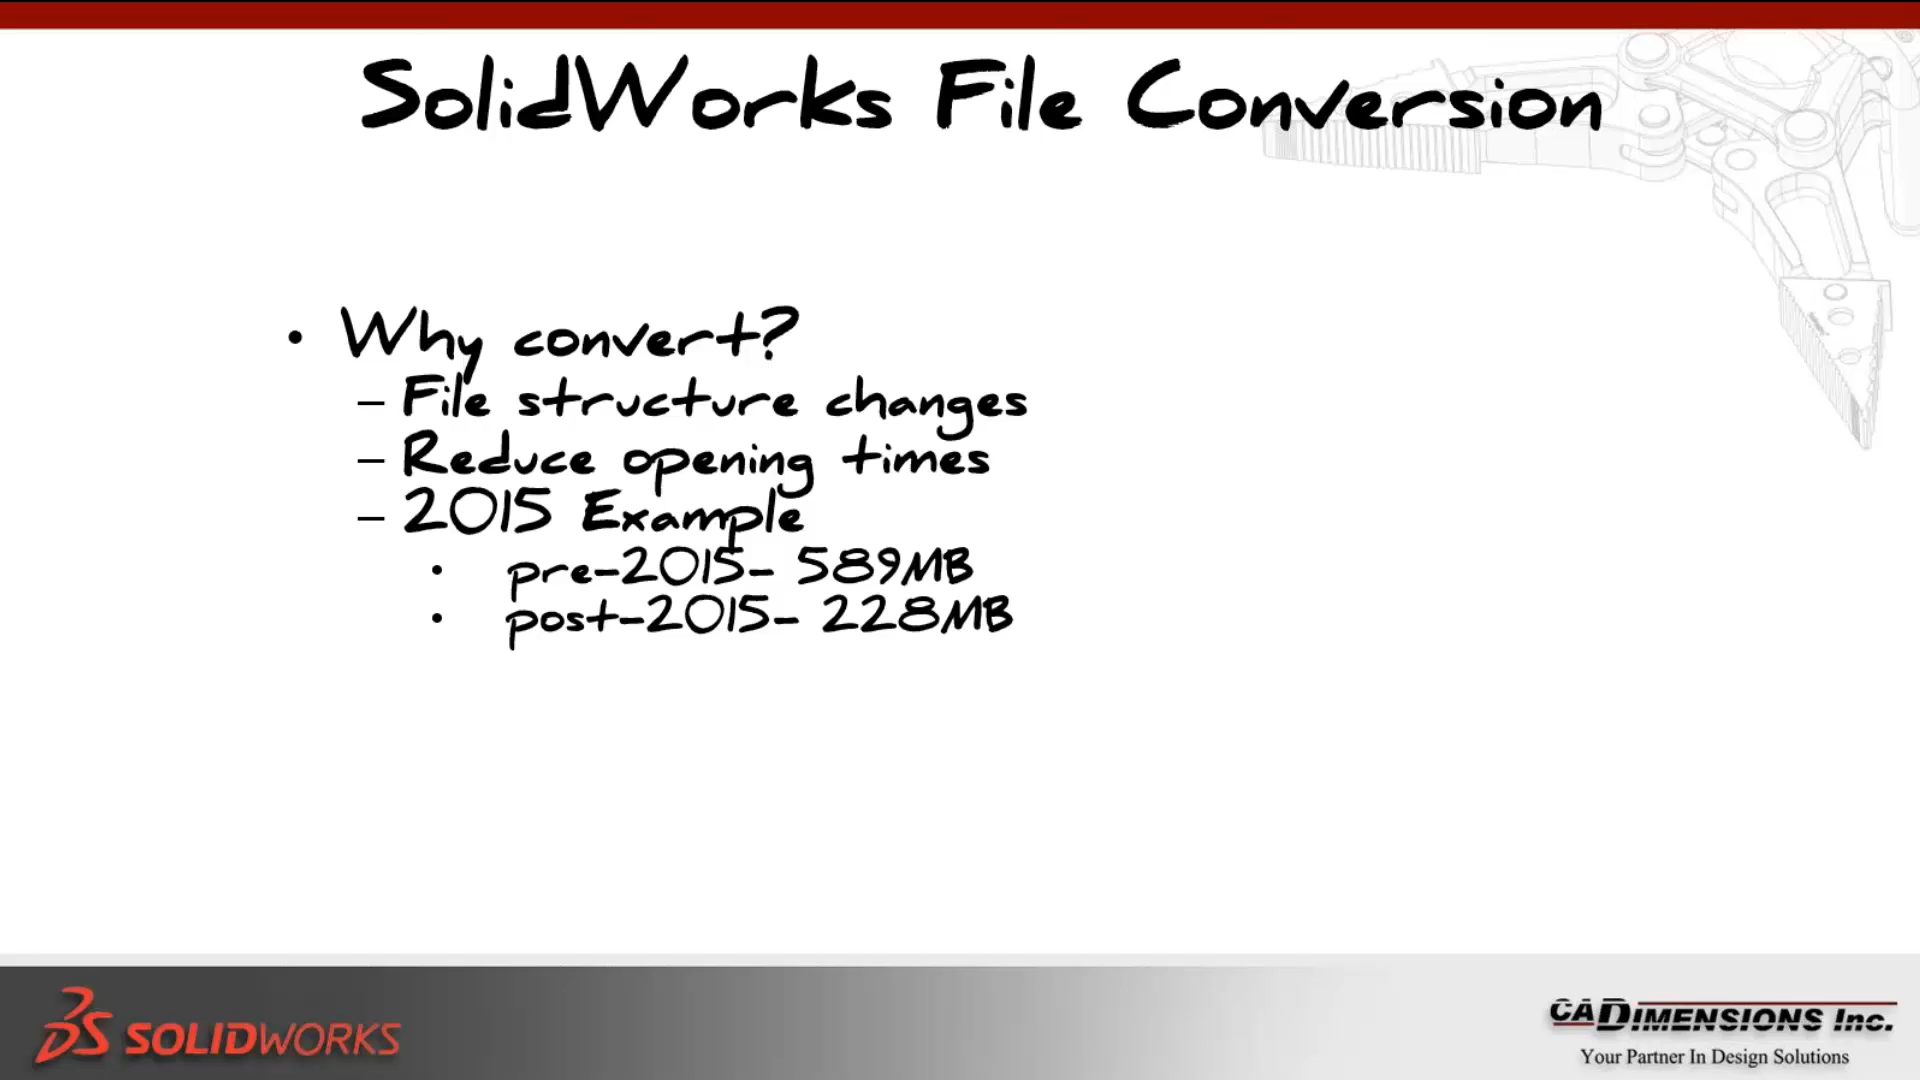 SolidWorks File Conversion
• Why convert?
– File structure changes
– Reduce opening times
– 2015 Example
• pre-2015- 589MB
• post-2015- 228MB
SOLIDWORKS
CADIMENSIONS Inc.
Your Partner In Design Solutions